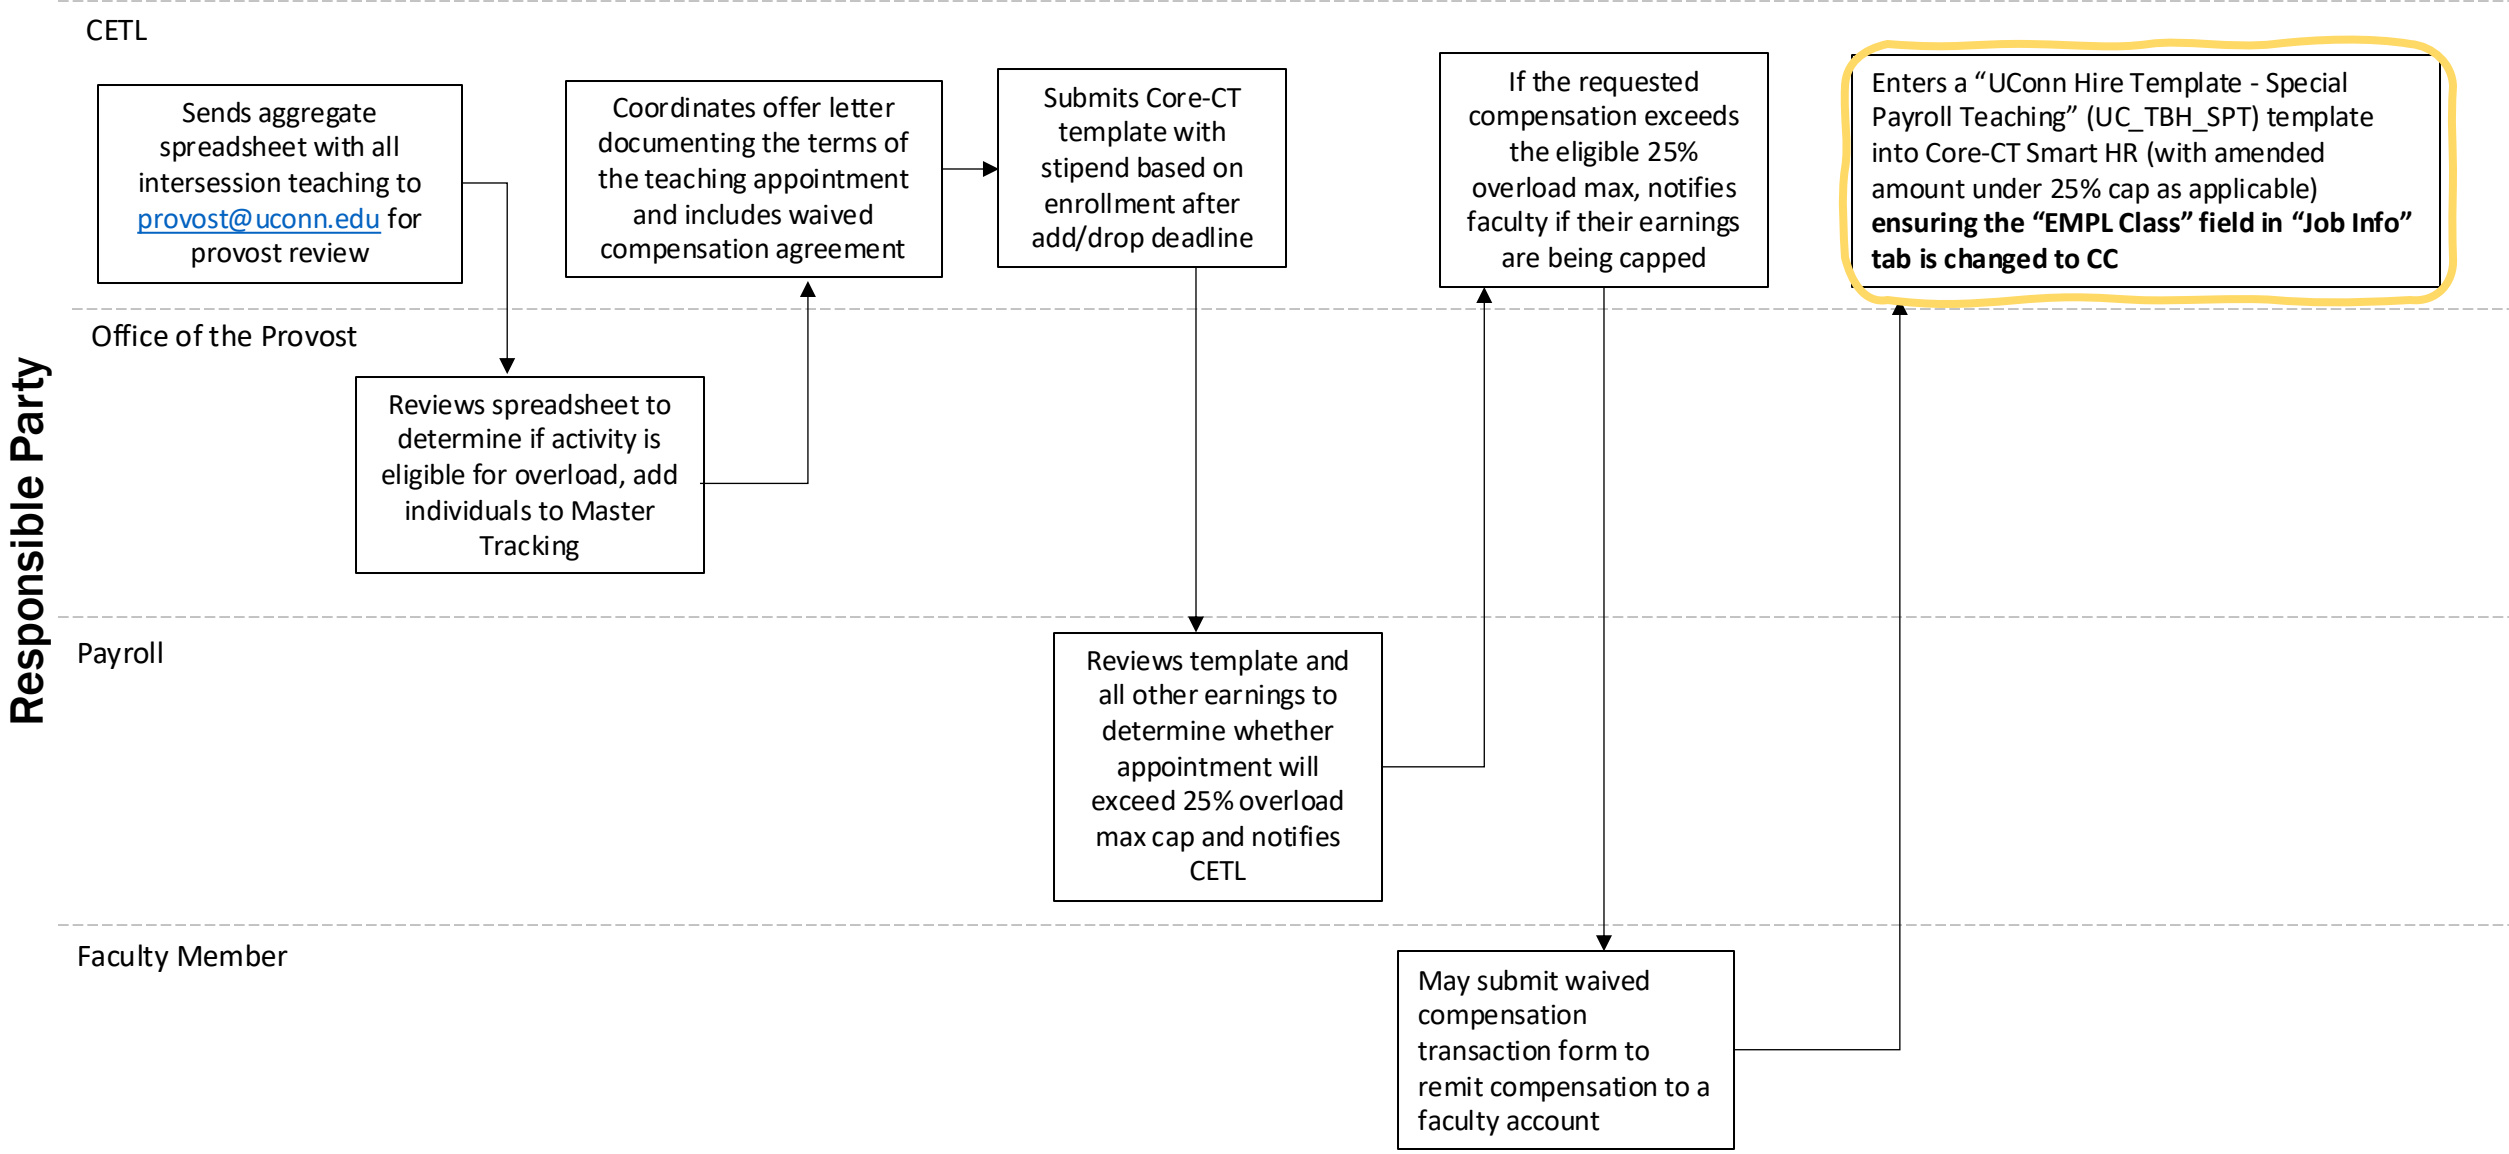 Responsible Party
CETL
Sends aggregate
spreadsheet with all
intersession teaching to
provost@uconn.edu for
provost review
Coordinates offer letter
documenting the terms of
the teaching appointment
and includes waived
compensation agreement
Submits Core-CT
template with
stipend based on
enrollment after
add/drop deadline
If the requested
compensation exceeds
the eligible 25%
overload max, notifies
faculty if their earnings
are being capped
Enters a “UConn Hire Template - Special
Payroll Teaching” (UC_TBH_SPT) template
into Core-CT Smart HR (with amended
amount under 25% cap as applicable)
ensuring the “EMPL Class” field in “Job Info”
tab is changed to CC
Office of the Provost
Reviews spreadsheet to
determine if activity is
eligible for overload, add
individuals to Master
Tracking
Payroll
Reviews template and
all other earnings to
determine whether
appointment will
exceed 25% overload
max cap and notifies
CETL
Faculty Member
May submit waived
compensation
transaction form to
remit compensation to a
faculty account